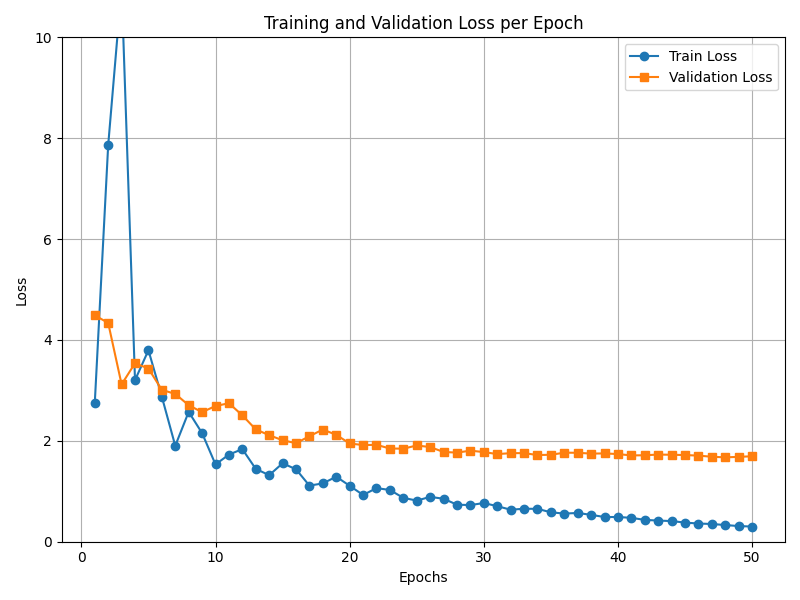 Training and Validation Loss per Epoch
Train Loss
Validation Loss
Loss
10
8
6
4
2
0
0 10 20 30 40 50
Epochs